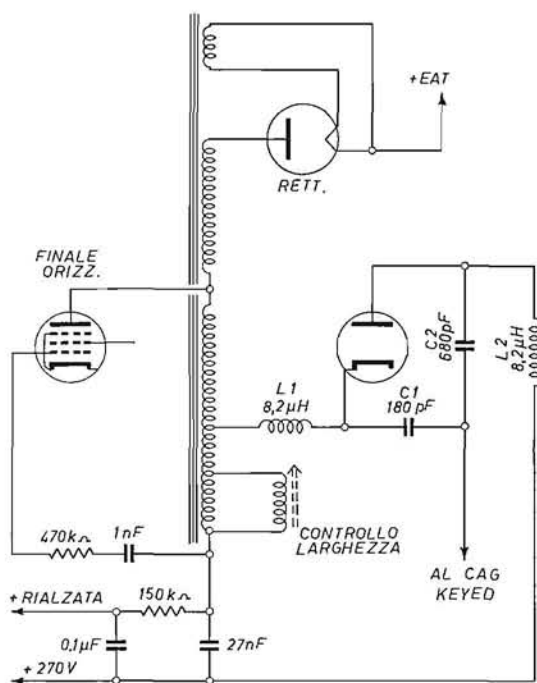 +EAT
RETT.
FINALE
ORIZZ.
L1
8,2µH
C1
180 pF
C2
680pF
L2
8,2µH
470kΩ
1nF
CONTROLLO
LARGHEZZA
AL CAG
KEYED
+ RIALZATA
150kΩ
0,1µF
27nF
+ 270V